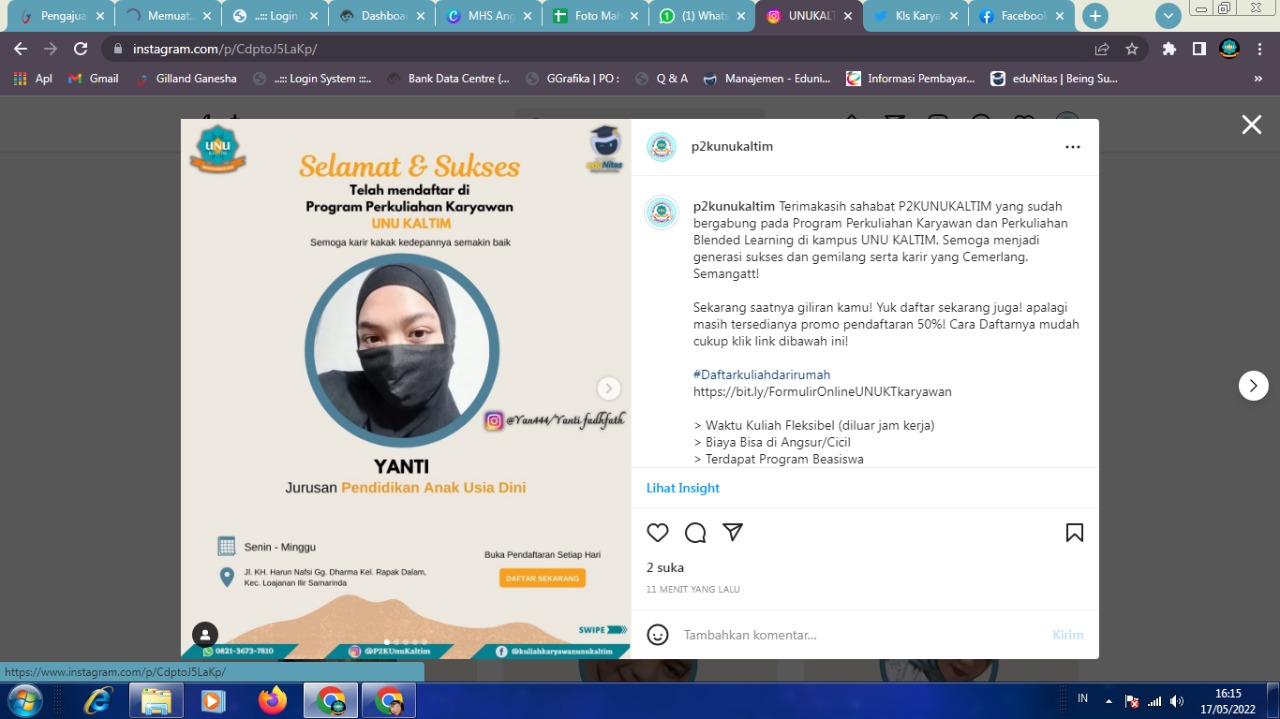 Pengajua
Memuat.
..::: Login
Dashboa
MHS Ang
Foto Mah
(1) Whats
UNUKALT
Kls Karya
Facebook
instagram.com/p/CdptoJ5LaKp/
Apl
Gmail
Gilland Ganesha
..::: Login System :::..
Bank Data Centre (...
GGrafika | PO :
Q & A
Manajemen - Eduni...
Informasi Pembayar...
eduNitas | Being Su...
»
UNU
KALTIM
eduNitas
Selamat & Sukses
Telah mendaftar di
Program Perkuliahan Karyawan
UNU KALTIM
Semoga karir kakak kedepannya semakin baik
@Yan444/Yanti fadkfath
YANTI
Jurusan Pendidikan Anak Usia Dini
Senin - Minggu
Jl. KH. Harun Nafsi Gg. Dharma Kel. Rapak Dalam,
Kec. Loajanan Ilir Samarinda
Buka Pendaftaran Setiap Hari
DAFTAR SEKARANG
SWIPE
0821-3673-7810
@P2KUnuKaltim
@kuliahkaryawanunukaltim
p2kunukaltim
p2kunukaltim Terimakasih sahabat P2KUNUKALTIM yang sudah
bergabung pada Program Perkuliahan Karyawan dan Perkuliahan
Blended Learning di kampus UNU KALTIM. Semoga menjadi
generasi sukses dan gemilang serta karir yang Cemerlang.
Semangatt!
Sekarang saatnya giliran kamu! Yuk daftar sekarang juga! apalagi
masih tersedianya promo pendaftaran 50%! Cara Daftarnya mudah
cukup klik link dibawah ini!
#Daftarkuliahdarirumah
https://bit.ly/FormulirOnlineUNUKTkaryawan
> Waktu Kuliah Fleksibel (diluar jam kerja)
> Biaya Bisa di Angsur/Cicil
> Terdapat Program Beasiswa
Lihat Insight
2 suka
11 MENIT YANG LALU
Tambahkan komentar...
Kirim
https://www.instagram.com/p/CdptoJ5LaKp/
IN
16:15
17/05/2022